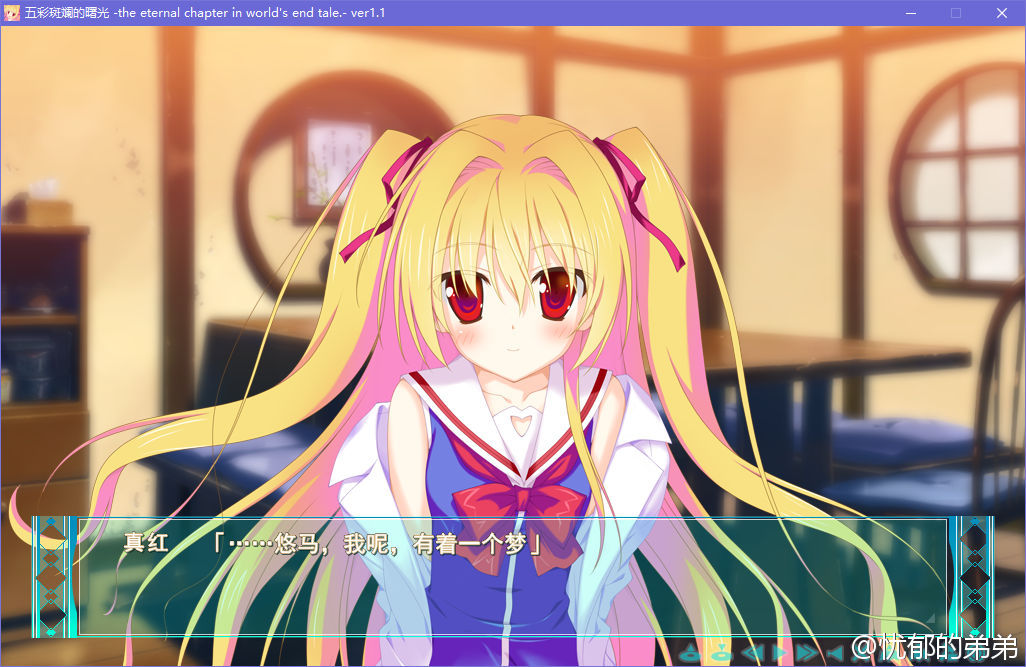 五彩斑斓的曙光 -the eternal chapter in world's end tale.- ver1.1
真红 「……悠马，我呢，有着一个梦」
@忧郁的弟弟